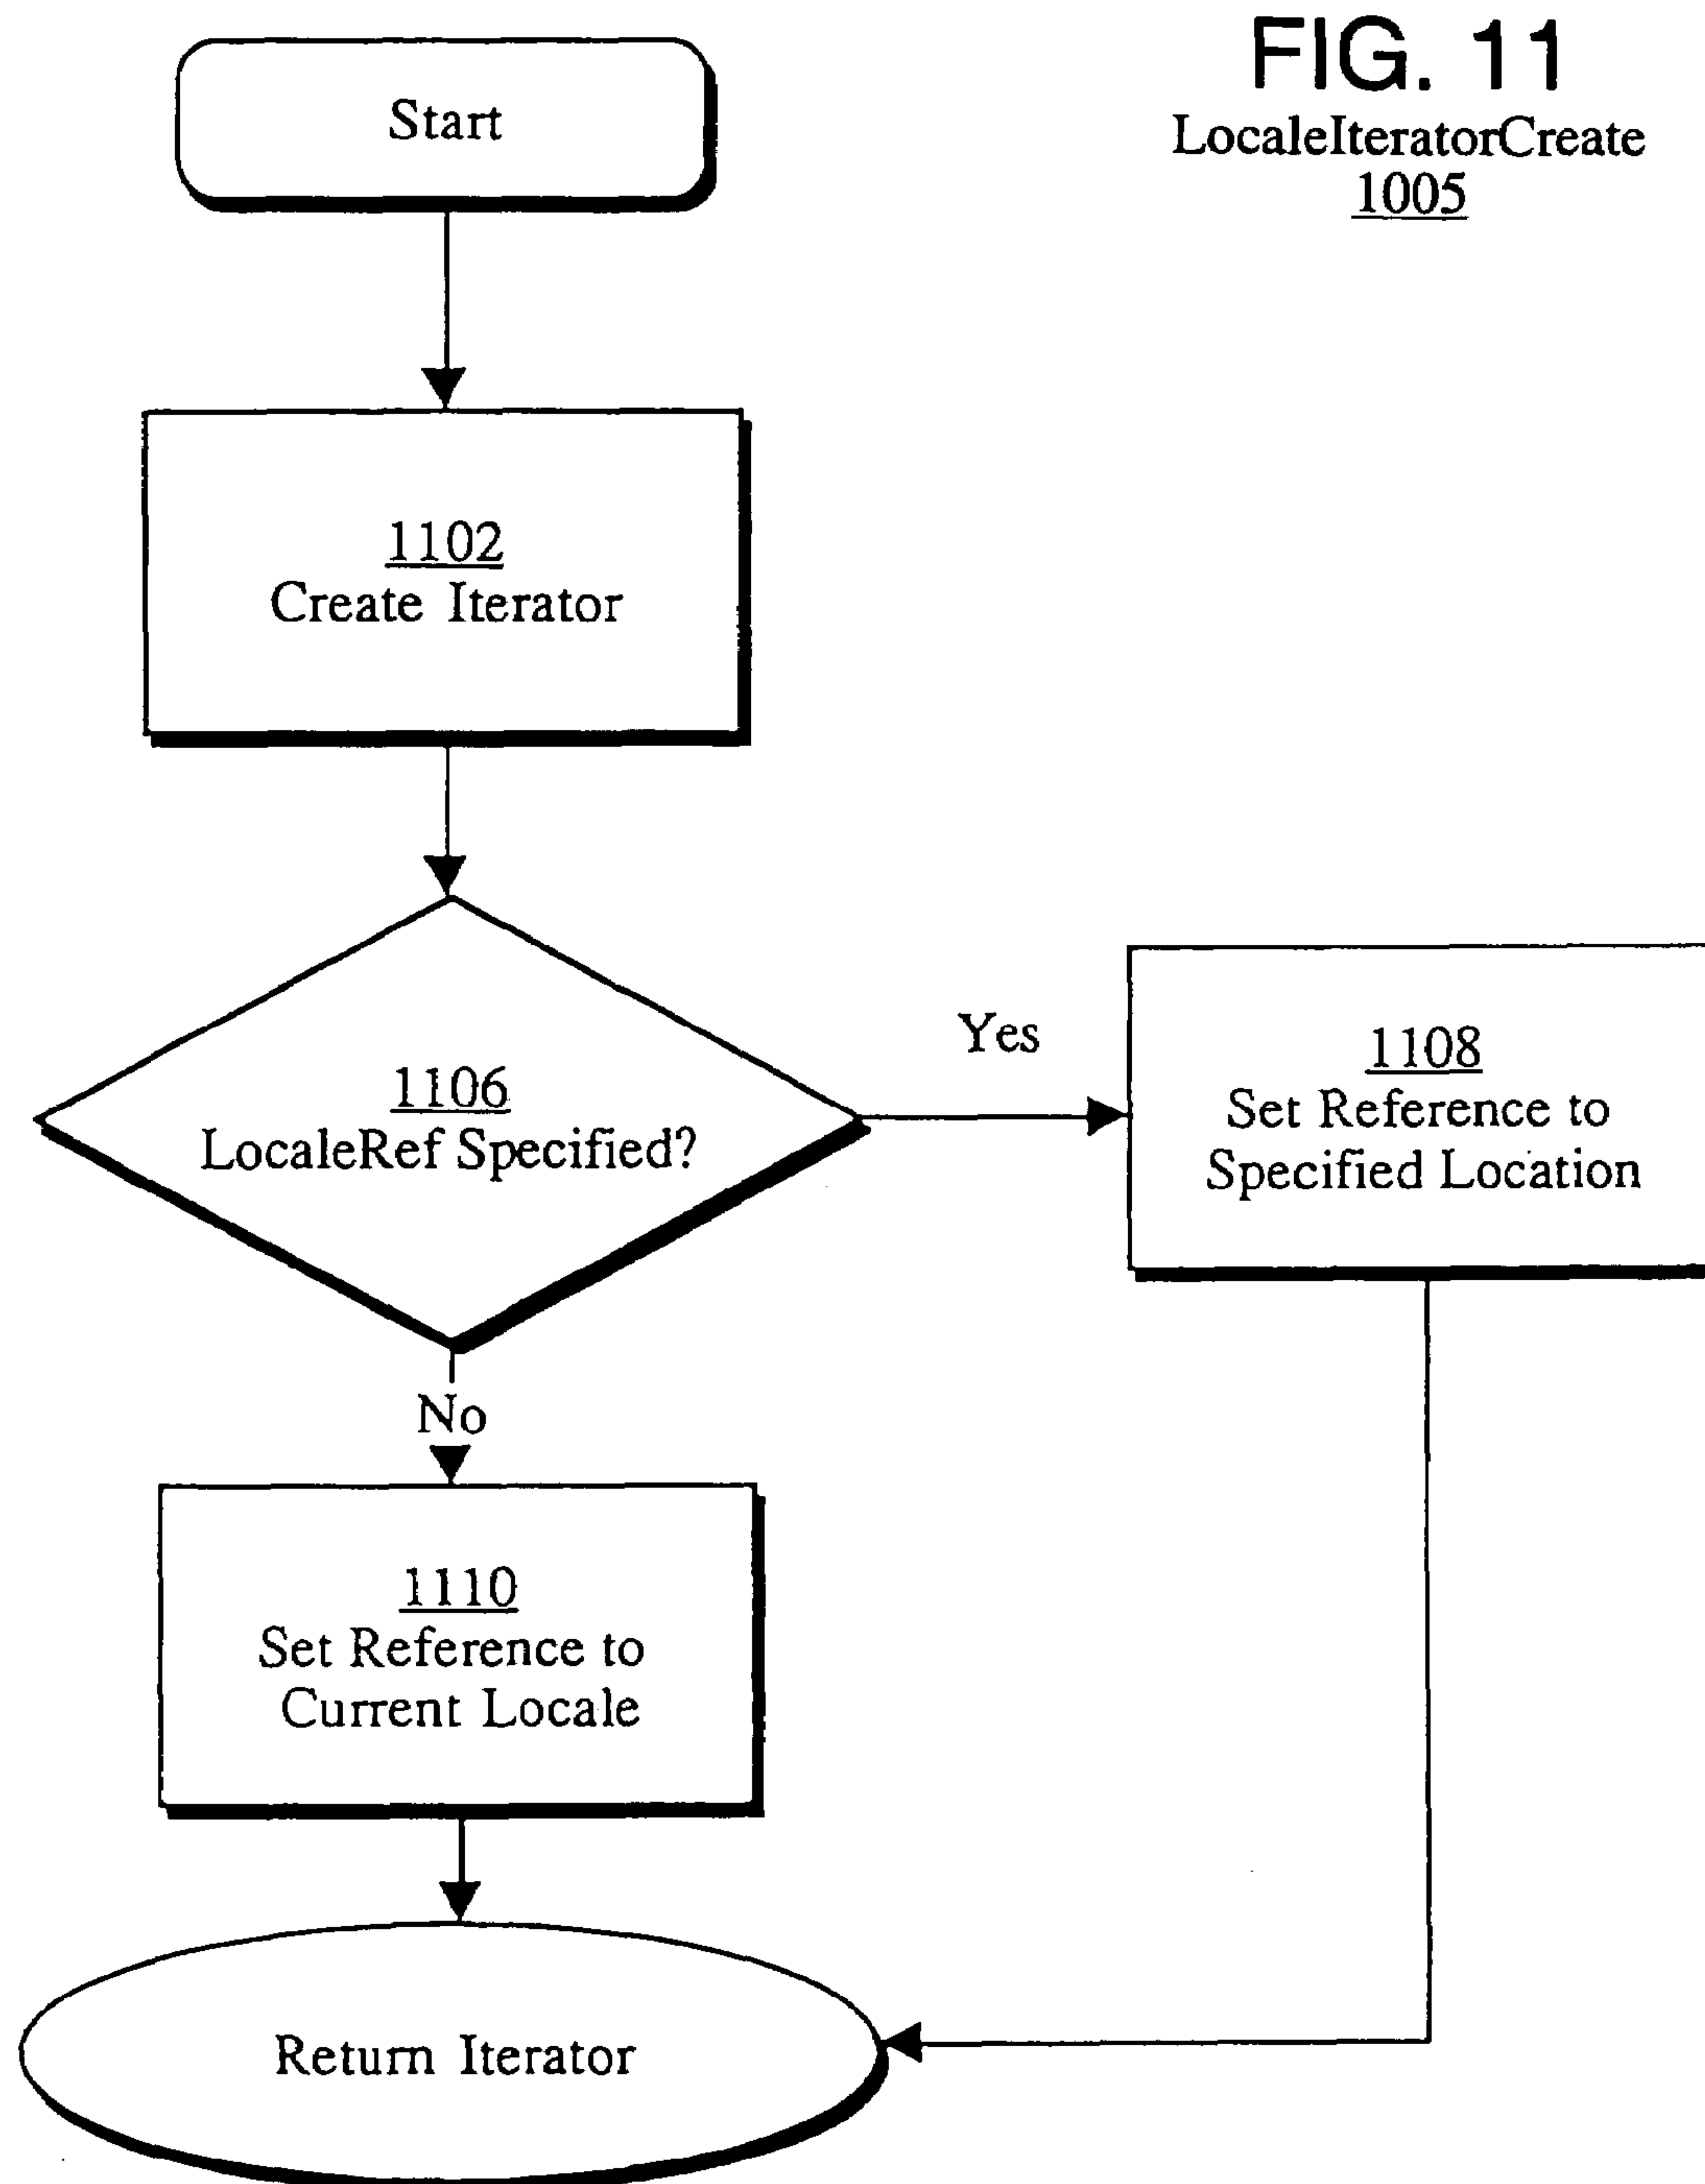 FIG. 11
LocaleIteratorCreate
1005
Start
1102
Create Iterator
1106
LocaleRef Specified?
Yes
1108
Set Reference to
Specified Location
No
1110
Set Reference to
Current Locale
Return Iterator